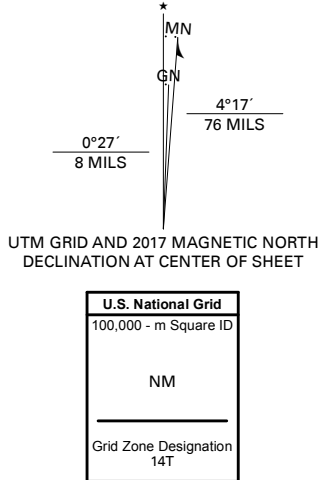 MN
GN
4°17´
76 MILS
0°27´
8 MILS
UTM GRID AND 2017 MAGNETIC NORTH
DECLINATION AT CENTER OF SHEET
U.S. National Grid
100,000 - m Square ID
NM
Grid Zone Designation
14T